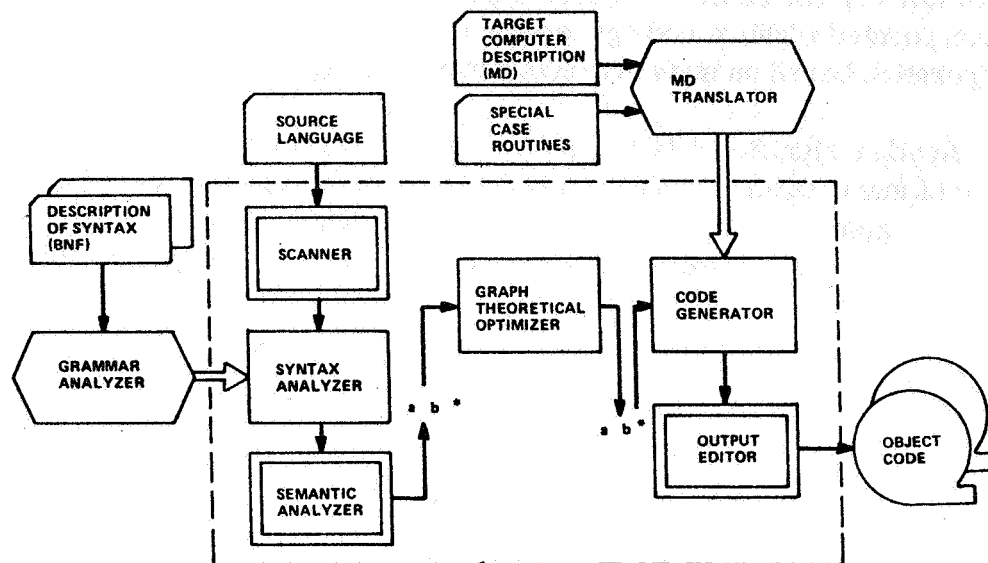 TARGET
COMPUTER
DESCRIPTION
(MD)
MD
TRANSLATOR
SPECIAL
CASE
ROUTINES
SOURCE
LANGUAGE
DESCRIPTION
OF SYNTAX
(BNF)
SCANNER
GRAPH
THEORETICAL
OPTIMIZER
CODE
GENERATOR
GRAMMAR
ANALYZER
SYNTAX
ANALYZER
a b *
a b *
OUTPUT
EDITOR
OBJECT
CODE
SEMANTIC
ANALYZER